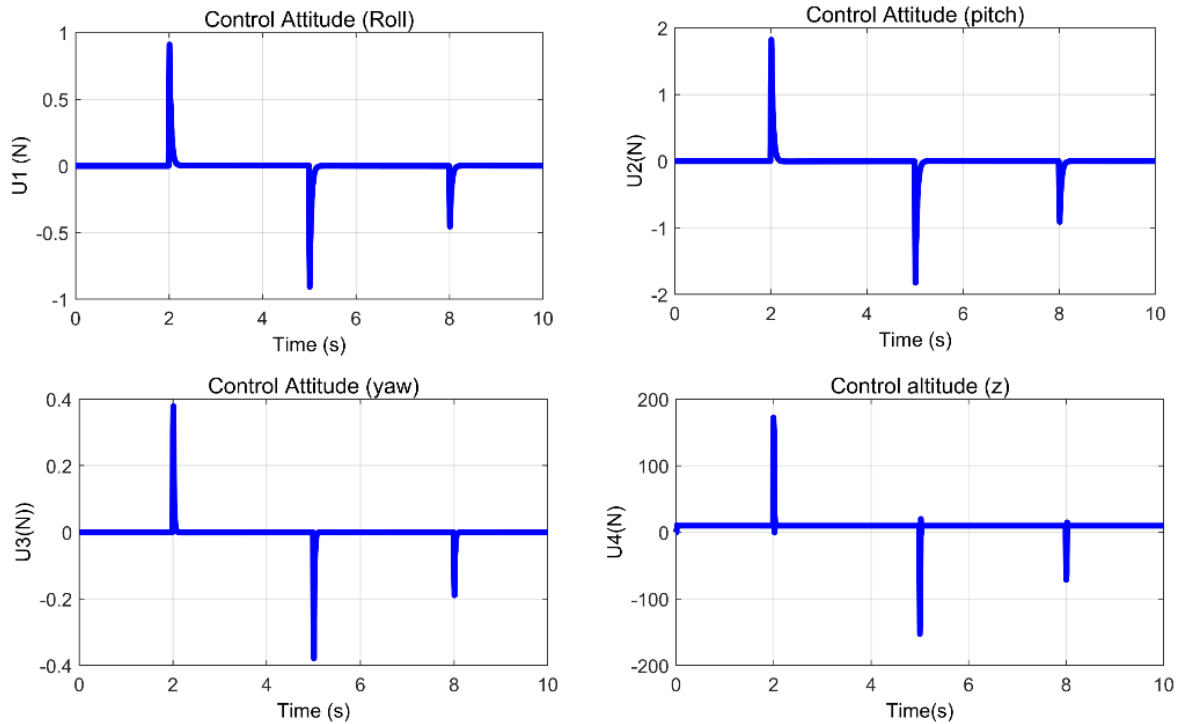 Control Attitude (Roll)
1
0.5
0
-0.5
-1
U1 (N)
0 2 4 6 8 10
Time (s)
Control Attitude (pitch)
2
1
0
-1
-2
U2(N)
0 2 4 6 8 10
Time (s)
Control Attitude (yaw)
0.4
0.2
0
-0.2
-0.4
U3(N))
0 2 4 6 8 10
Time (s)
Control altitude (z)
200
100
0
-100
-200
U4(N)
0 2 4 6 8 10
Time(s)